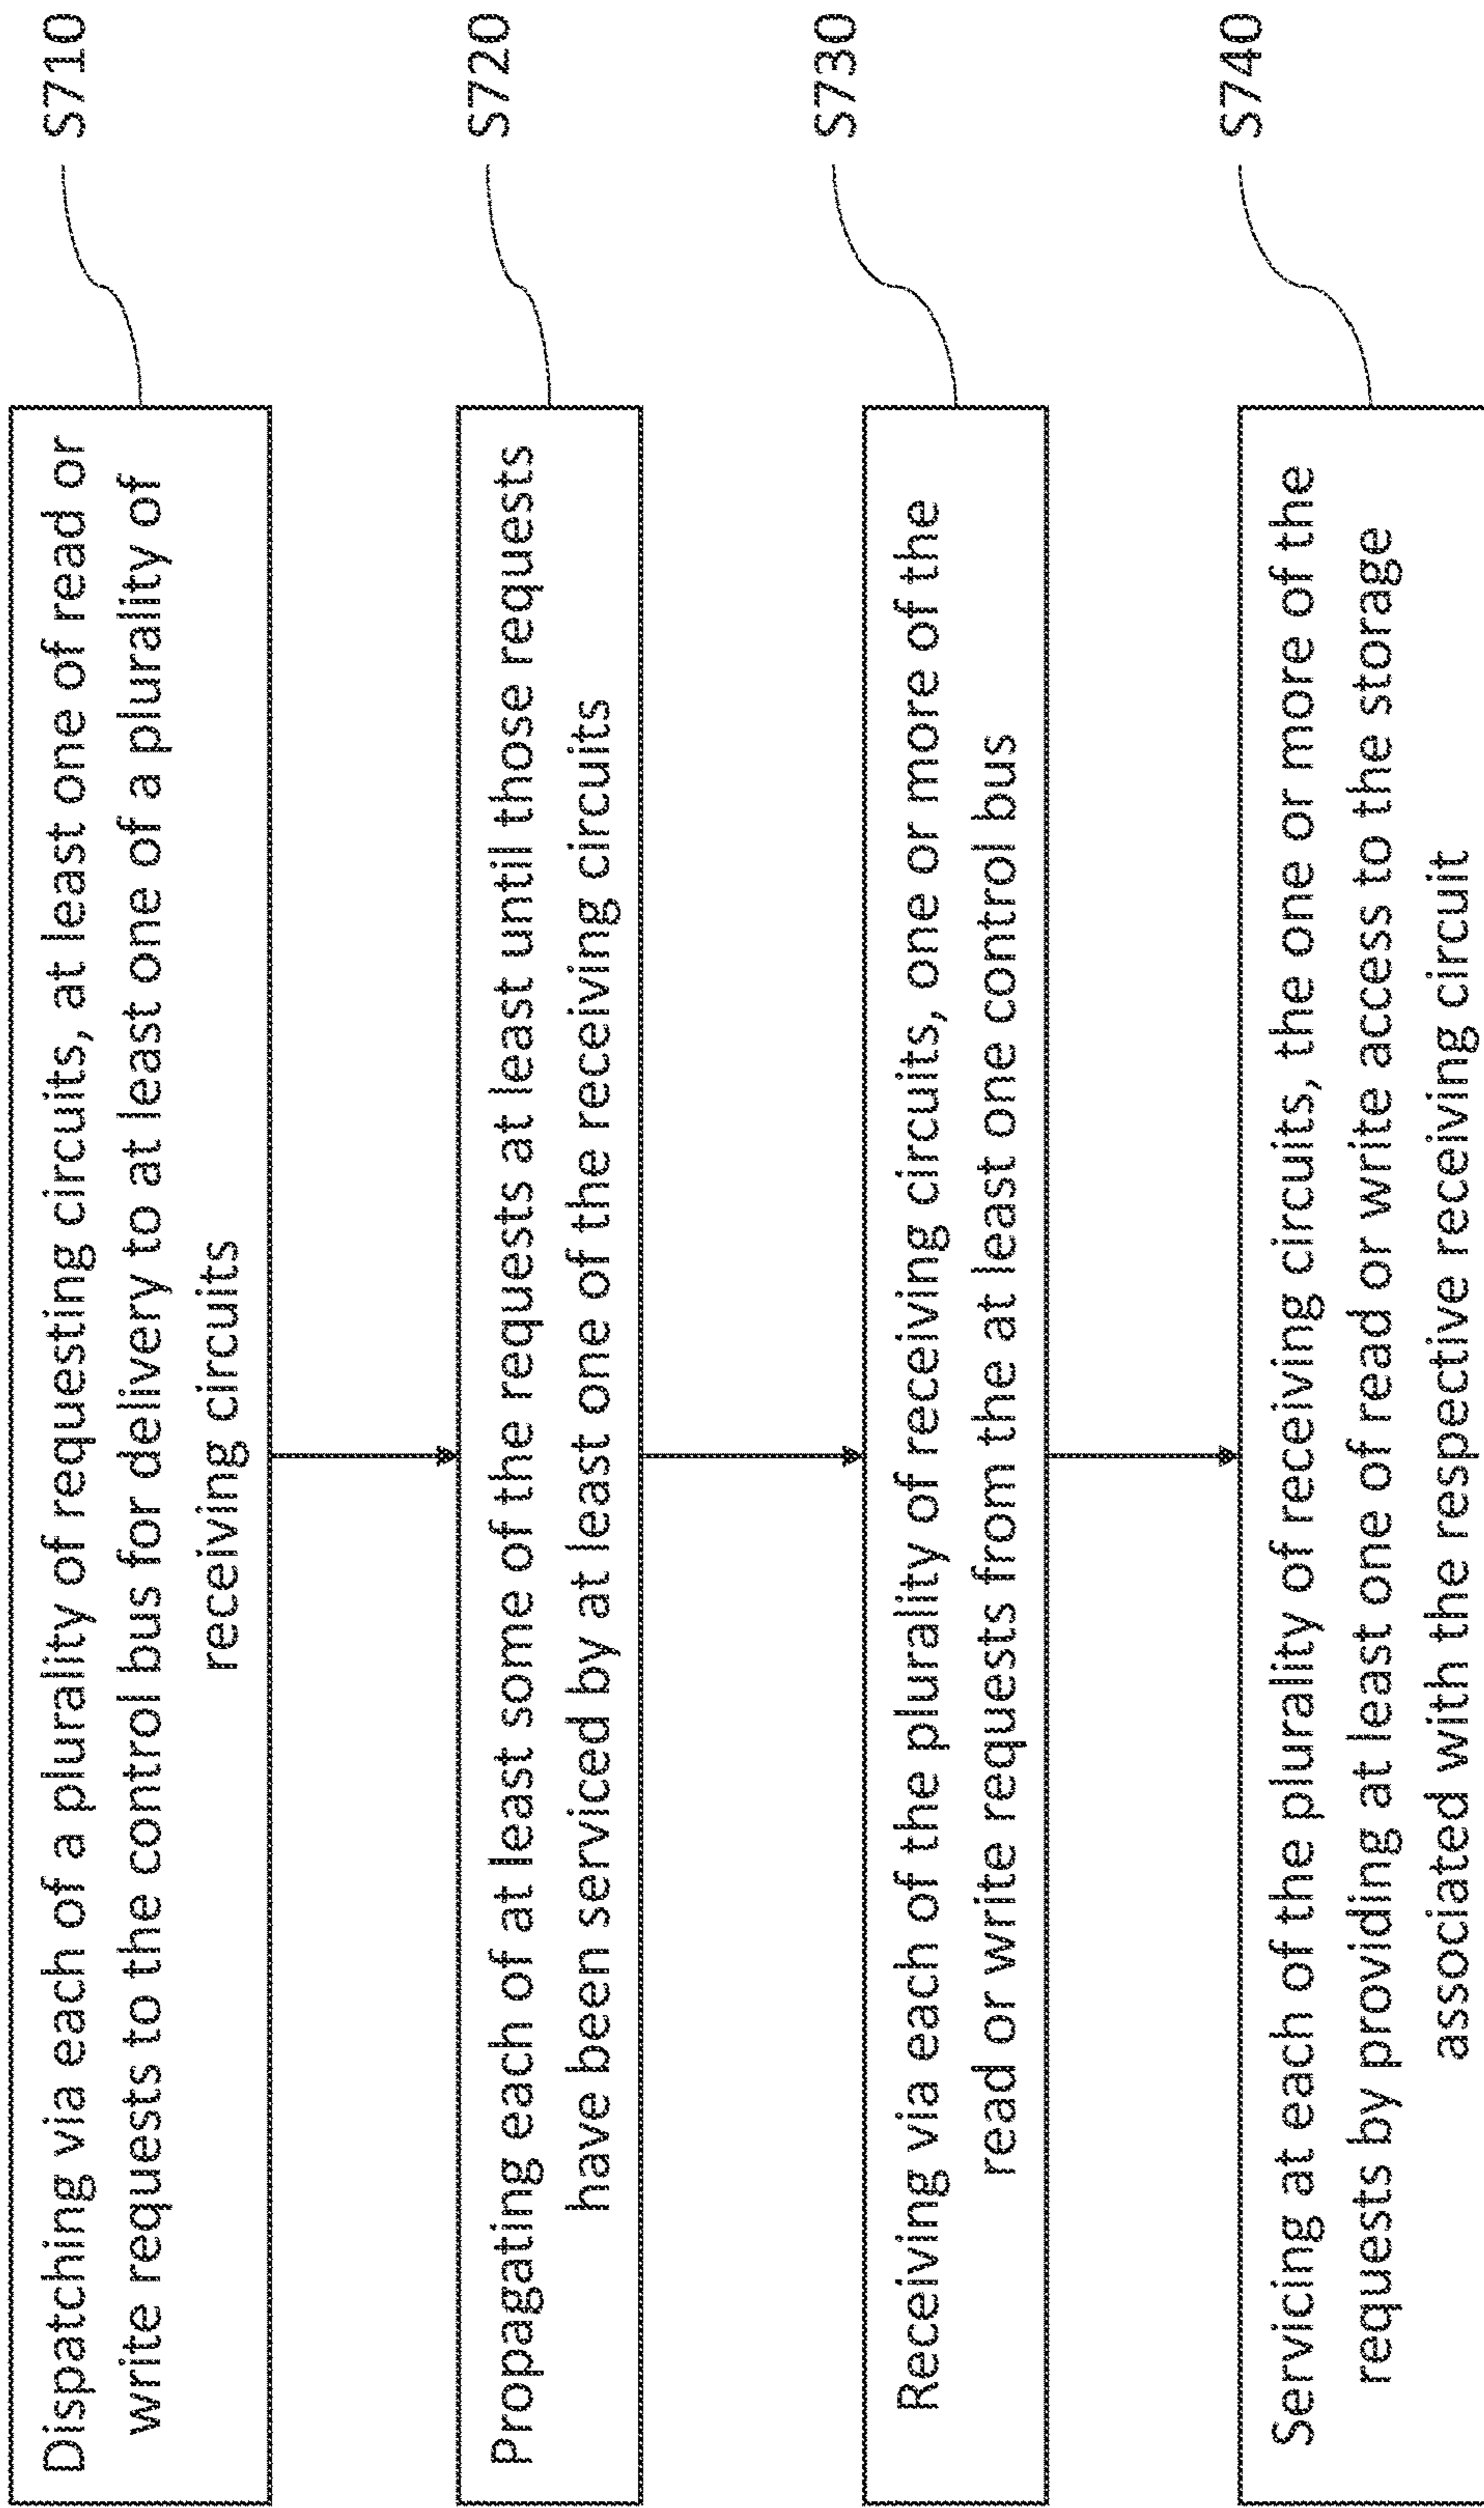 Dispatching via each of a plurality of requesting circuits, at least one of read or
write requests to the control bus for delivery to at least one of a plurality of
receiving circuits
S710
Propagating each of at least some of the requests at least until those requests
have been serviced by at least one of the receiving circuits
S720
Receiving via each of the plurality of receiving circuits, one or more of the
read or write requests from the at least one control bus
S730
Servicing at each of the plurality of receiving circuits, the one or more of the
requests by providing at least one of read or write access to the storage
associated with the respective receiving circuit
S740